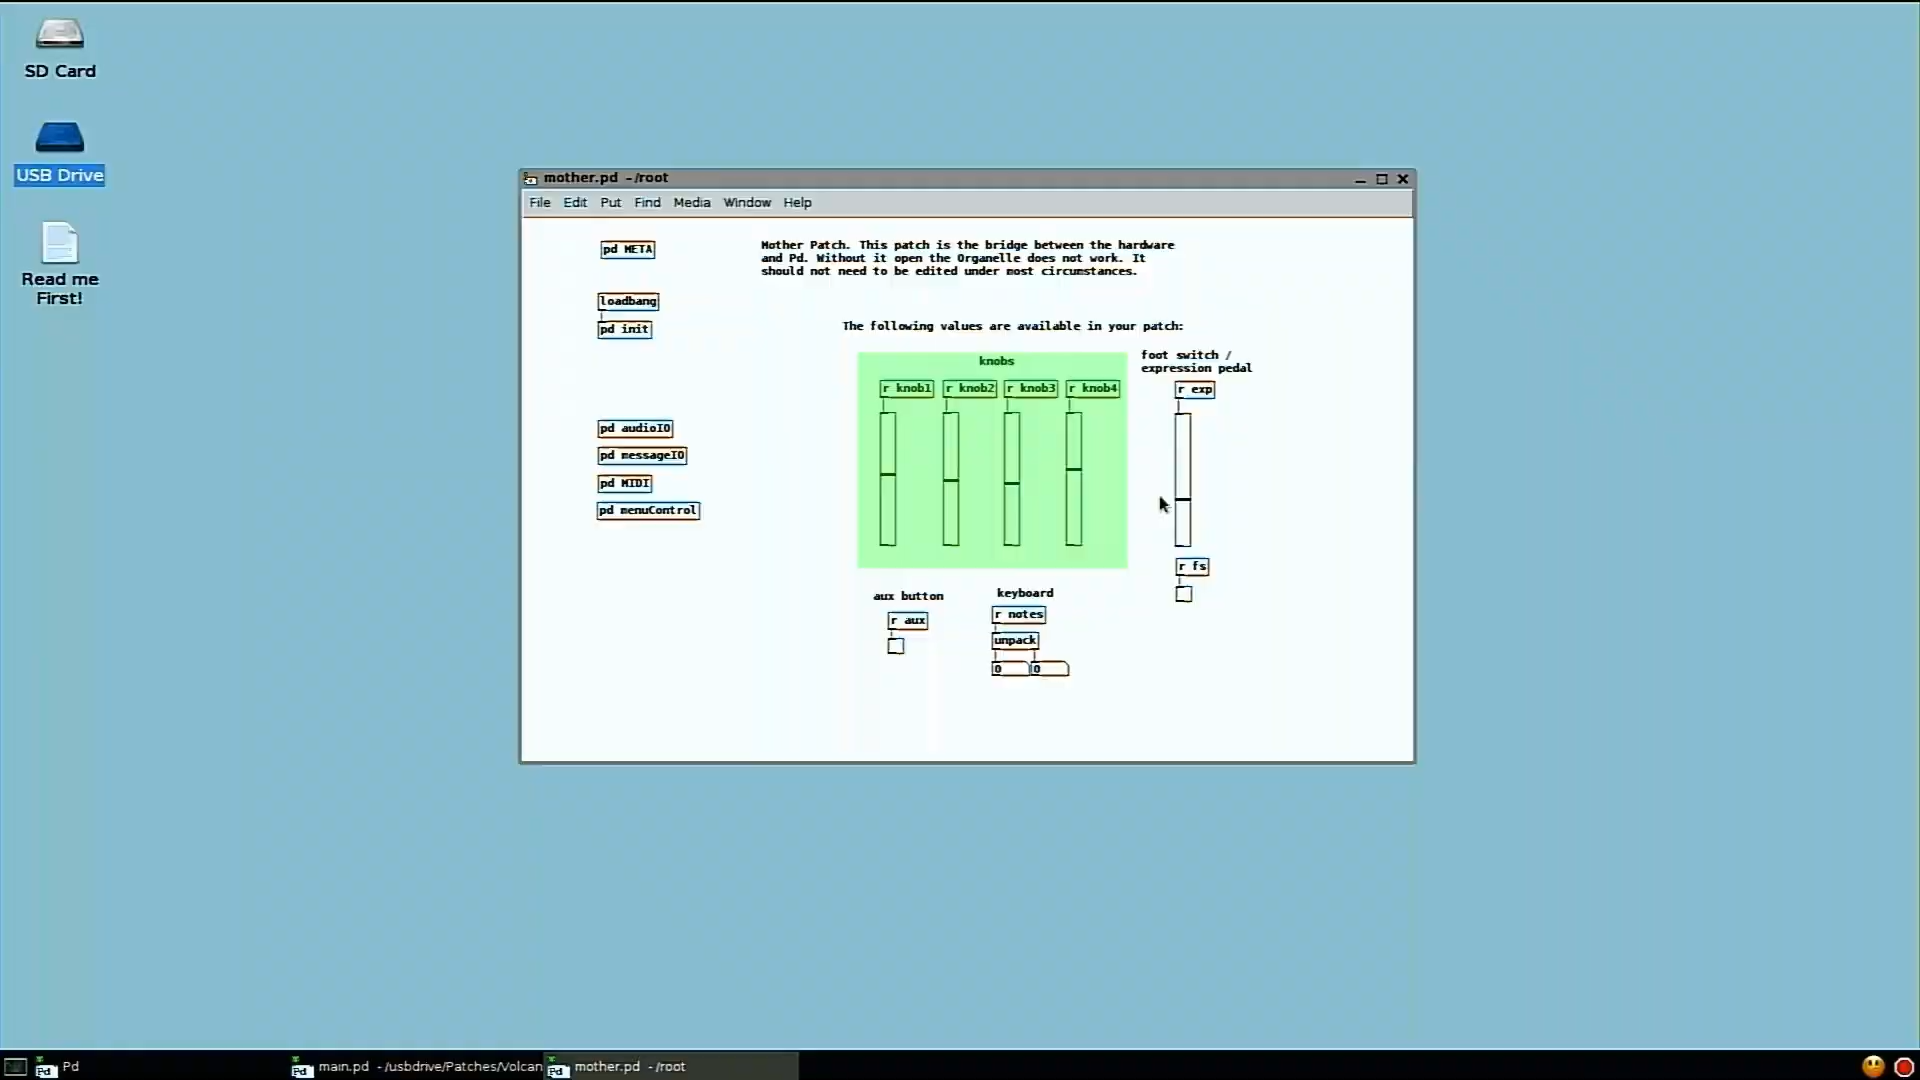 SD Card
USB Drive
Read me
First!
mother.pd  - /root
File Edit Put Find Media Window Help
pd META
Mother Patch. This patch is the bridge between the hardware
and Pd. Without it open the Organelle does not work. It
should not need to be edited under most circumstances.
loadbang
pd init
The following values are available in your patch:
knobs
r knob1 r knob2 r knob3 r knob4
foot switch /
expression pedal
r exp
pd audioIO
pd messageIO
pd MIDI
pd menuControl
r fs
aux button
r aux
keyboard
r notes
unpack
0 0
Pd
main.pd  - /usbdrive/Patches/Volcan
mother.pd  - /root